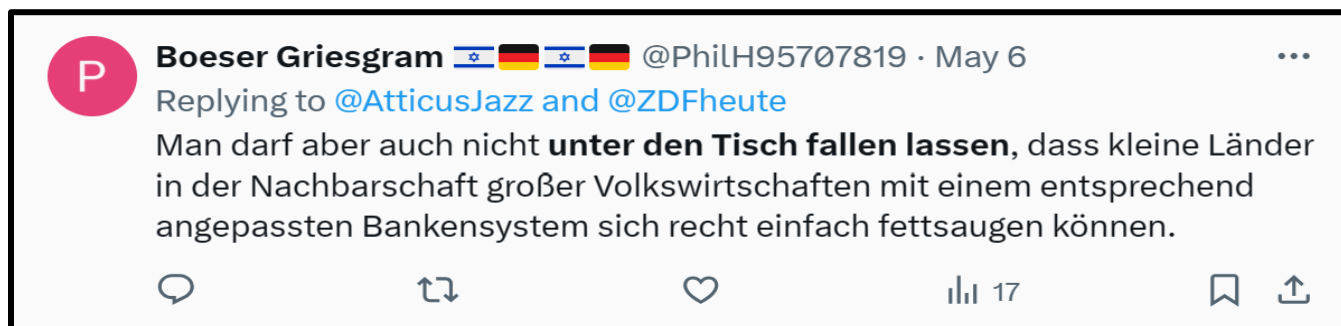 P
Boeser Griesgram 🇮🇱🇩🇪🇮🇱🇩🇪 @PhilH95707819 · May 6
Replying to @AtticusJazz and @ZDFheute
Man darf aber auch nicht unter den Tisch fallen lassen, dass kleine Länder
in der Nachbarschaft großer Volkswirtschaften mit einem entsprechend
angepassten Bankensystem sich recht einfach fettsaugen können.
17